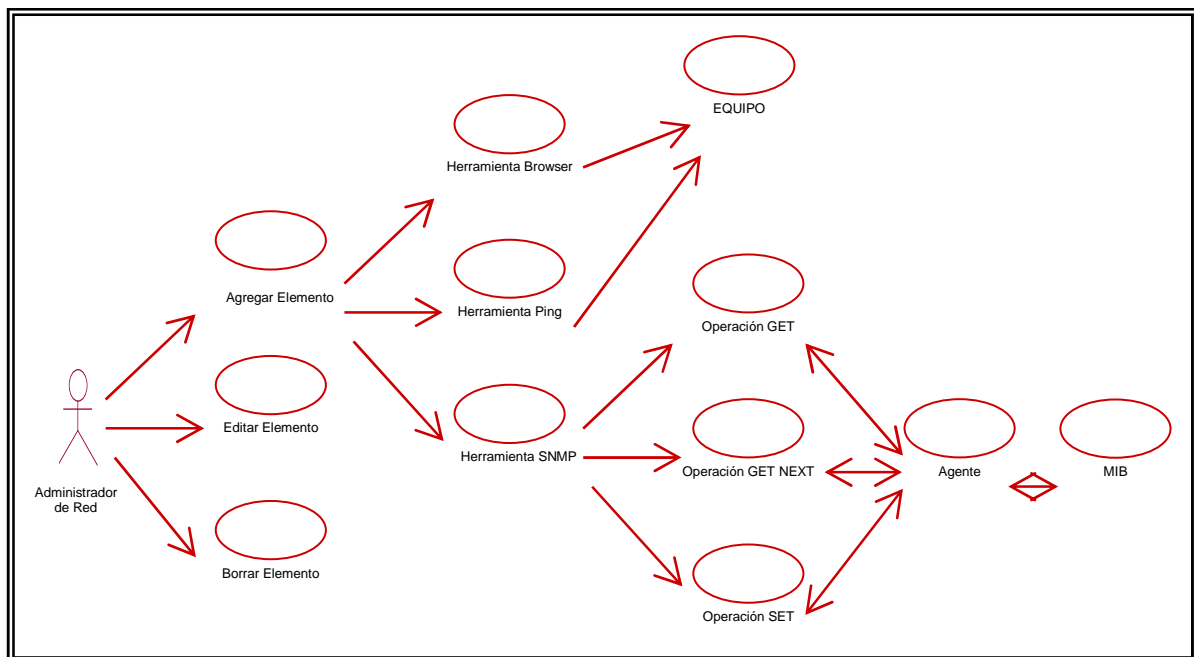 EQUIPO
Herramienta Browser
Agregar Elemento
Herramienta Ping
Operación GET
Editar Elemento
Herramienta SNMP
Operación GET NEXT
Agente
MIB
Administrador
de Red
Borrar Elemento
Operación SET